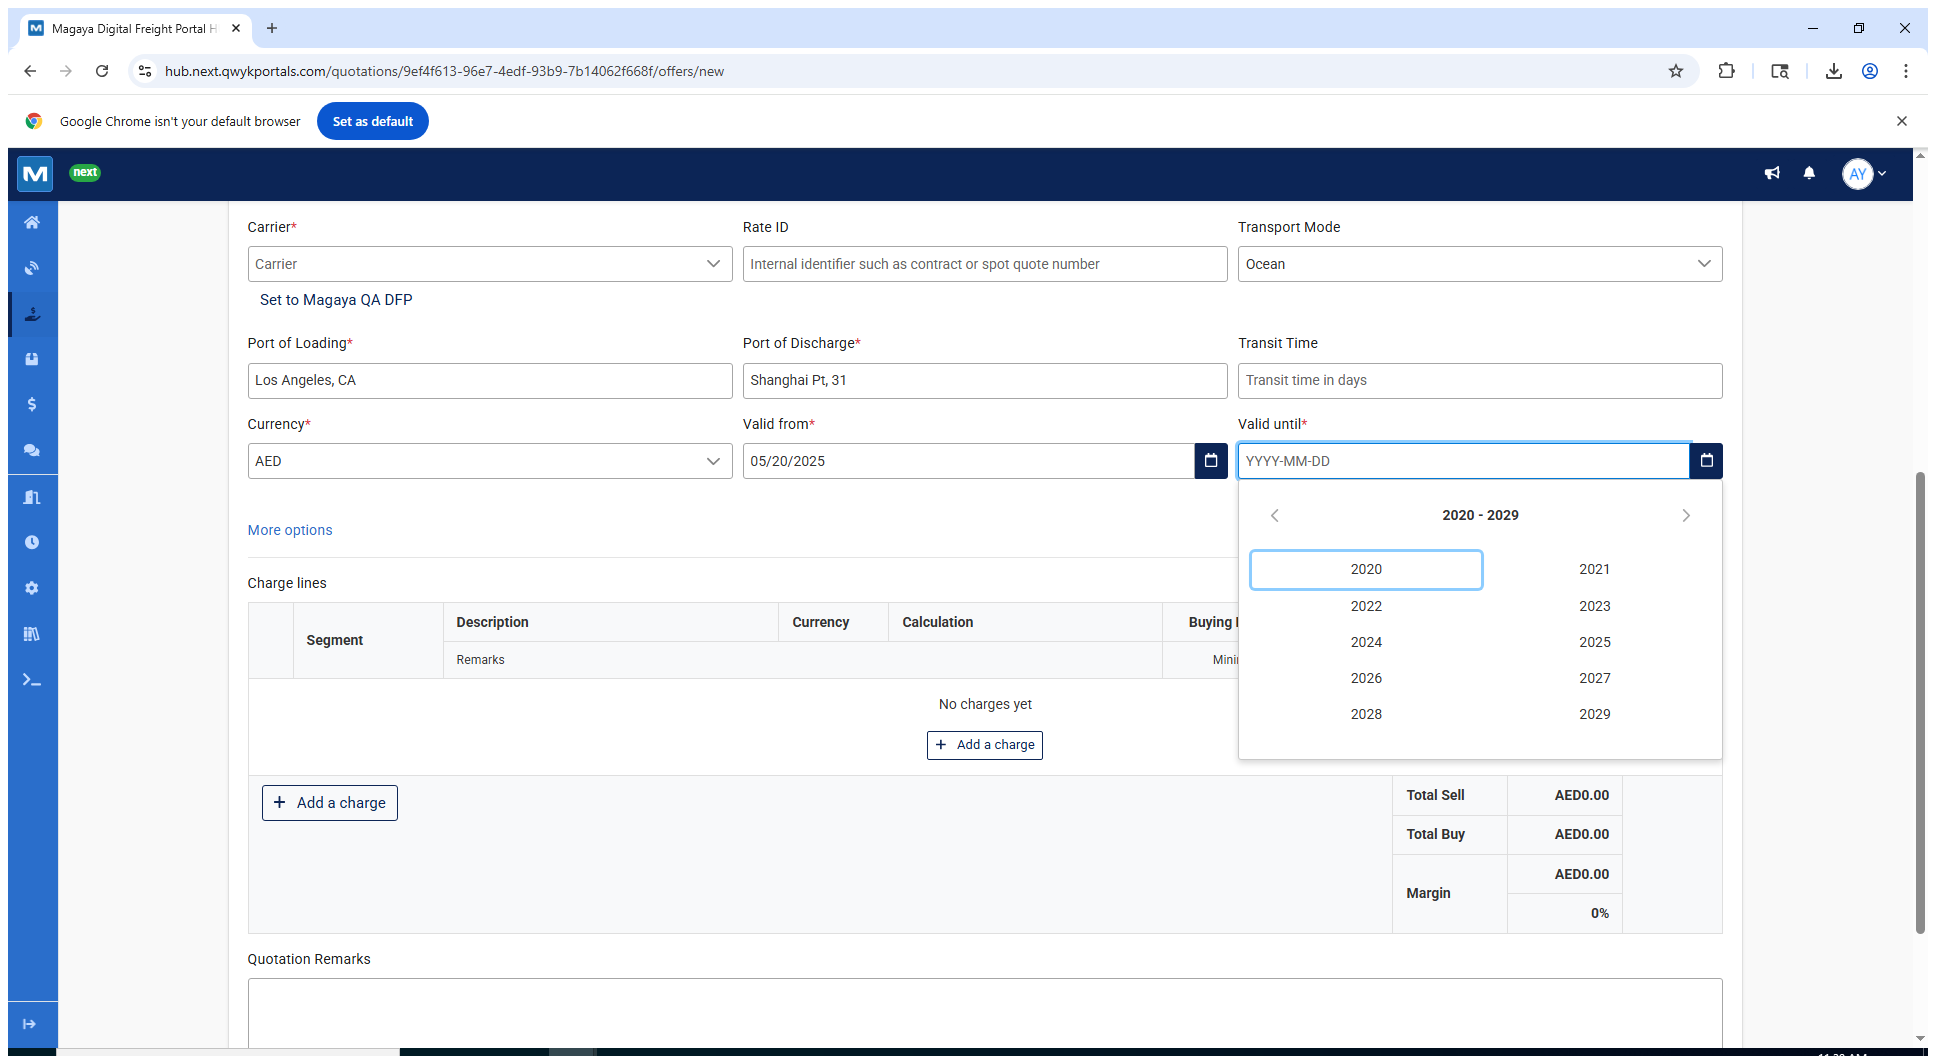 Magaya Digital Freight Portal H
hub.next.qwykportals.com/quotations/9ef4f613-96e7-4edf-93b9-7b14062f668f/offers/new
Google Chrome isn't your default browser
Set as default
next
AY
Carrier*
Rate ID
Transport Mode
Carrier
Internal identifier such as contract or spot quote number
Ocean
Set to Magaya QA DFP
Port of Loading*
Port of Discharge*
Transit Time
Los Angeles, CA
Shanghai Pt, 31
Transit time in days
Currency*
Valid from*
Valid until*
AED
05/20/2025
YYYY-MM-DD
2020 - 2029
2020
2021
2022
2023
2024
2025
2026
2027
2028
2029
More options
Charge lines
Segment
Description
Currency
Calculation
Buying
Remarks
No charges yet
+ Add a charge
+ Add a charge
Total Sell
AED0.00
Total Buy
AED0.00
Margin
AED0.00
0%
Quotation Remarks